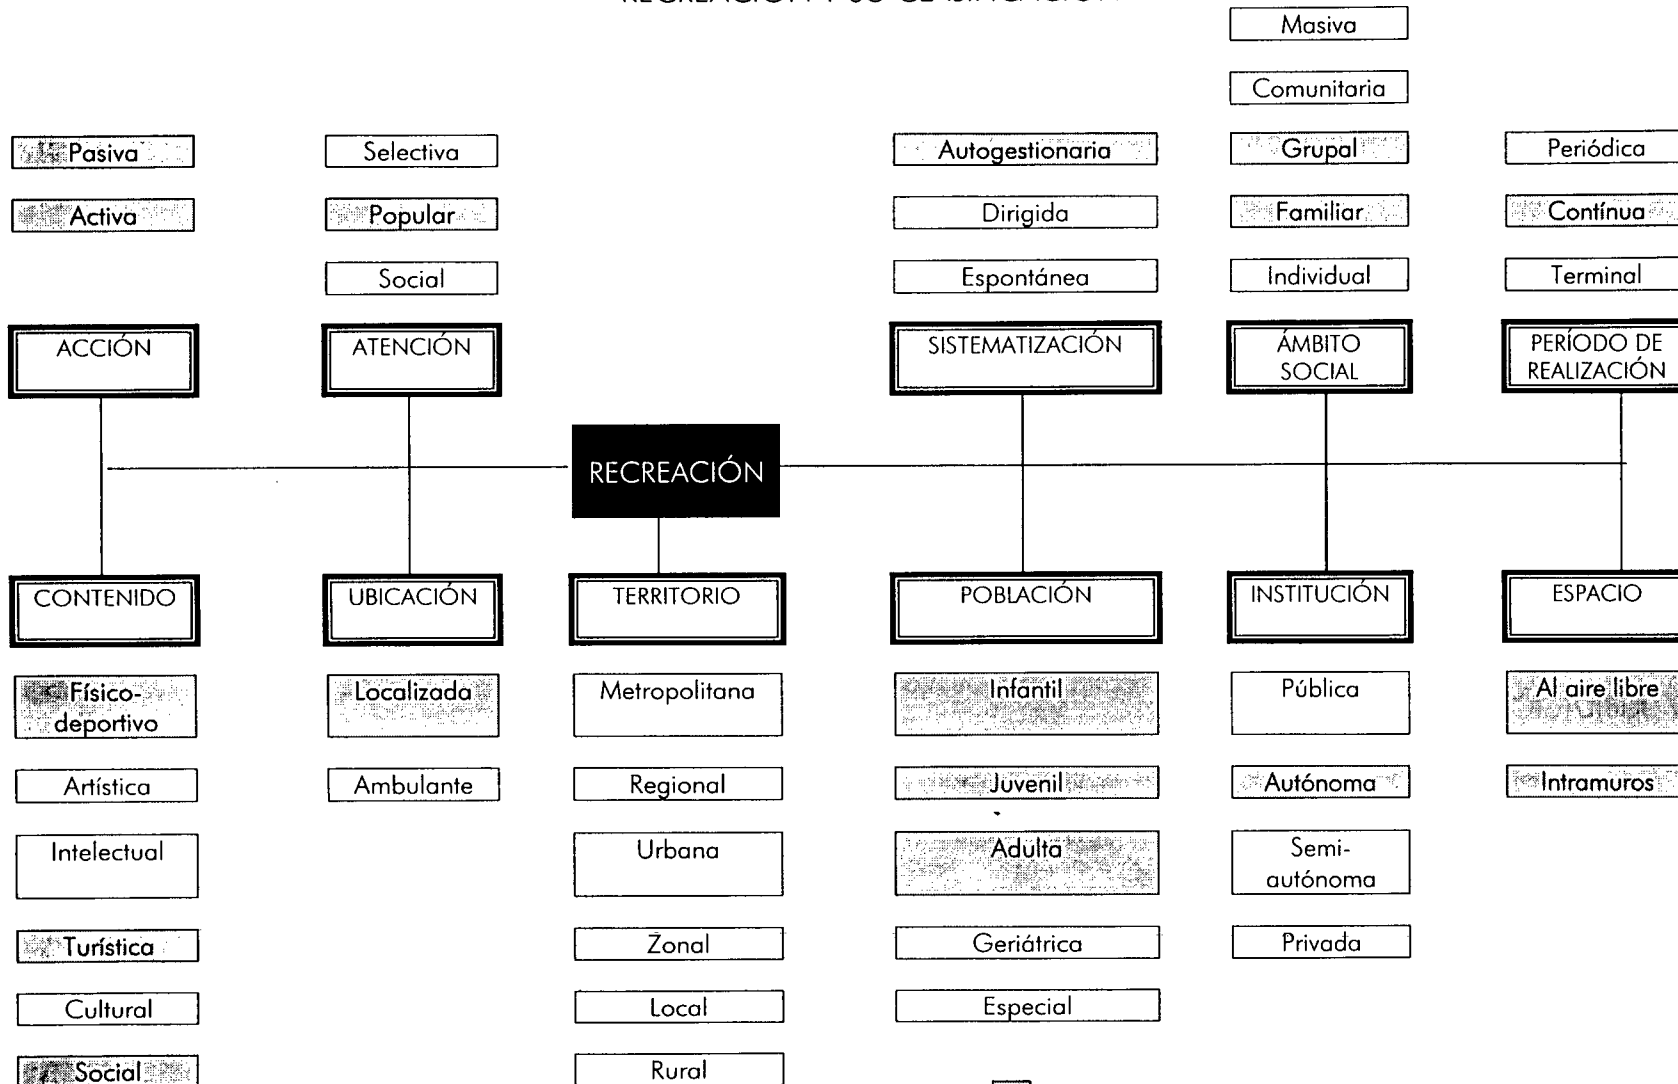 RECREACIÓN Y SU CLASIFICACIÓN
Masiva
Comunitaria
Pasiva
Selectiva
Autogestionaria
Grupal
Periódica
Activa
Popular
Dirigida
Familiar
Contínua
Social
Espontánea
Individual
Terminal
ACCIÓN
ATENCIÓN
SISTEMATIZACIÓN
ÁMBITO
SOCIAL
PERÍODO DE
REALIZACIÓN
RECREACIÓN
CONTENIDO
UBICACIÓN
TERRITORIO
POBLACIÓN
INSTITUCIÓN
ESPACIO
Físico-
deportivo
Localizada
Metropolitana
Infantil
Pública
Al aire libre
Artística
Ambulante
Regional
Juvenil
Autónoma
Intramuros
Intelectual
Urbana
Adulta
Semi-
autónoma
Turística
Zonal
Geriátrica
Privada
Cultural
Local
Especial
Social
Rural